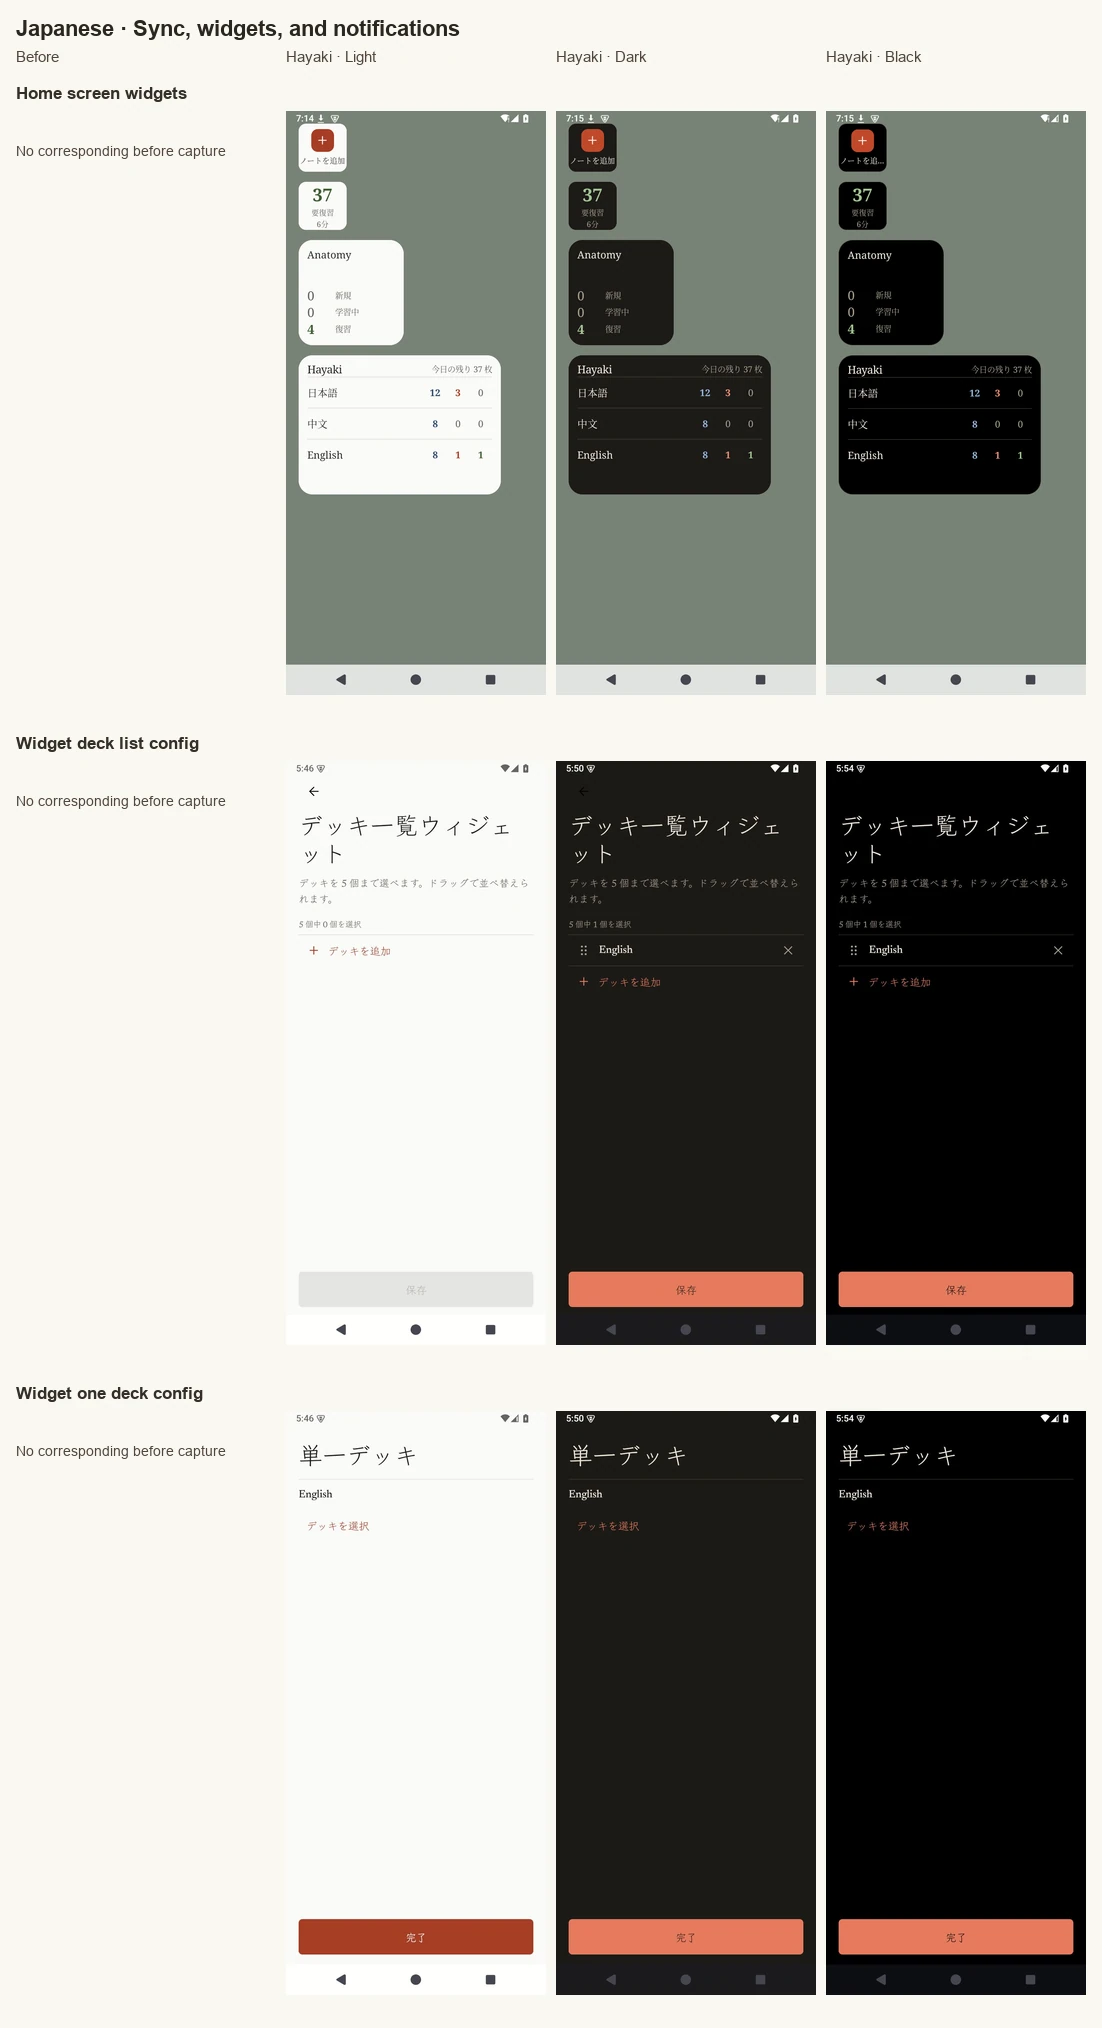 Japanese · Sync, widgets, and notifications
Before
Hayaki · Light
Hayaki · Dark
Hayaki · Black
Home screen widgets
No corresponding before capture
7:14
ノートを追加
37
要復習
6分
Anatomy
0 新規
0 学習中
4 復習
Hayaki 今日の残り 37 枚
日本語 12 3 0
中文 8 0 0
English 8 1 1
7:15
ノートを追加
37
要復習
6分
Anatomy
0 新規
0 学習中
4 復習
Hayaki 今日の残り 37 枚
日本語 12 3 0
中文 8 0 0
English 8 1 1
7:15
ノートを追...
37
要復習
6分
Anatomy
0 新規
0 学習中
4 復習
Hayaki 今日の残り 37 枚
日本語 12 3 0
中文 8 0 0
English 8 1 1
Widget deck list config
No corresponding before capture
5:46
デッキ一覧ウィジェ
ット
デッキを 5 個まで選べます。ドラッグで並べ替えら
れます。
5 個中 0 個を選択
+ デッキを追加
保存
5:50
デッキ一覧ウィジェ
ット
デッキを 5 個まで選べます。ドラッグで並べ替えら
れます。
5 個中 1 個を選択
English
+ デッキを追加
保存
5:54
デッキ一覧ウィジェ
ット
デッキを 5 個まで選べます。ドラッグで並べ替えら
れます。
5 個中 1 個を選択
English
+ デッキを追加
保存
Widget one deck config
No corresponding before capture
5:46
単一デッキ
English
デッキを選択
完了
5:50
単一デッキ
English
デッキを選択
完了
5:54
単一デッキ
English
デッキを選択
完了